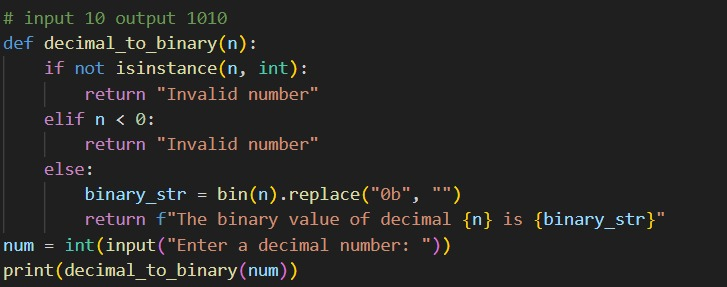 # input 10 output 1010
def decimal_to_binary(n):
    if not isinstance(n, int):
        return "Invalid number"
    elif n < 0:
        return "Invalid number"
    else:
        binary_str = bin(n).replace("0b", "")
        return f"The binary value of decimal {n} is {binary_str}"
num = int(input("Enter a decimal number: "))
print(decimal_to_binary(num))